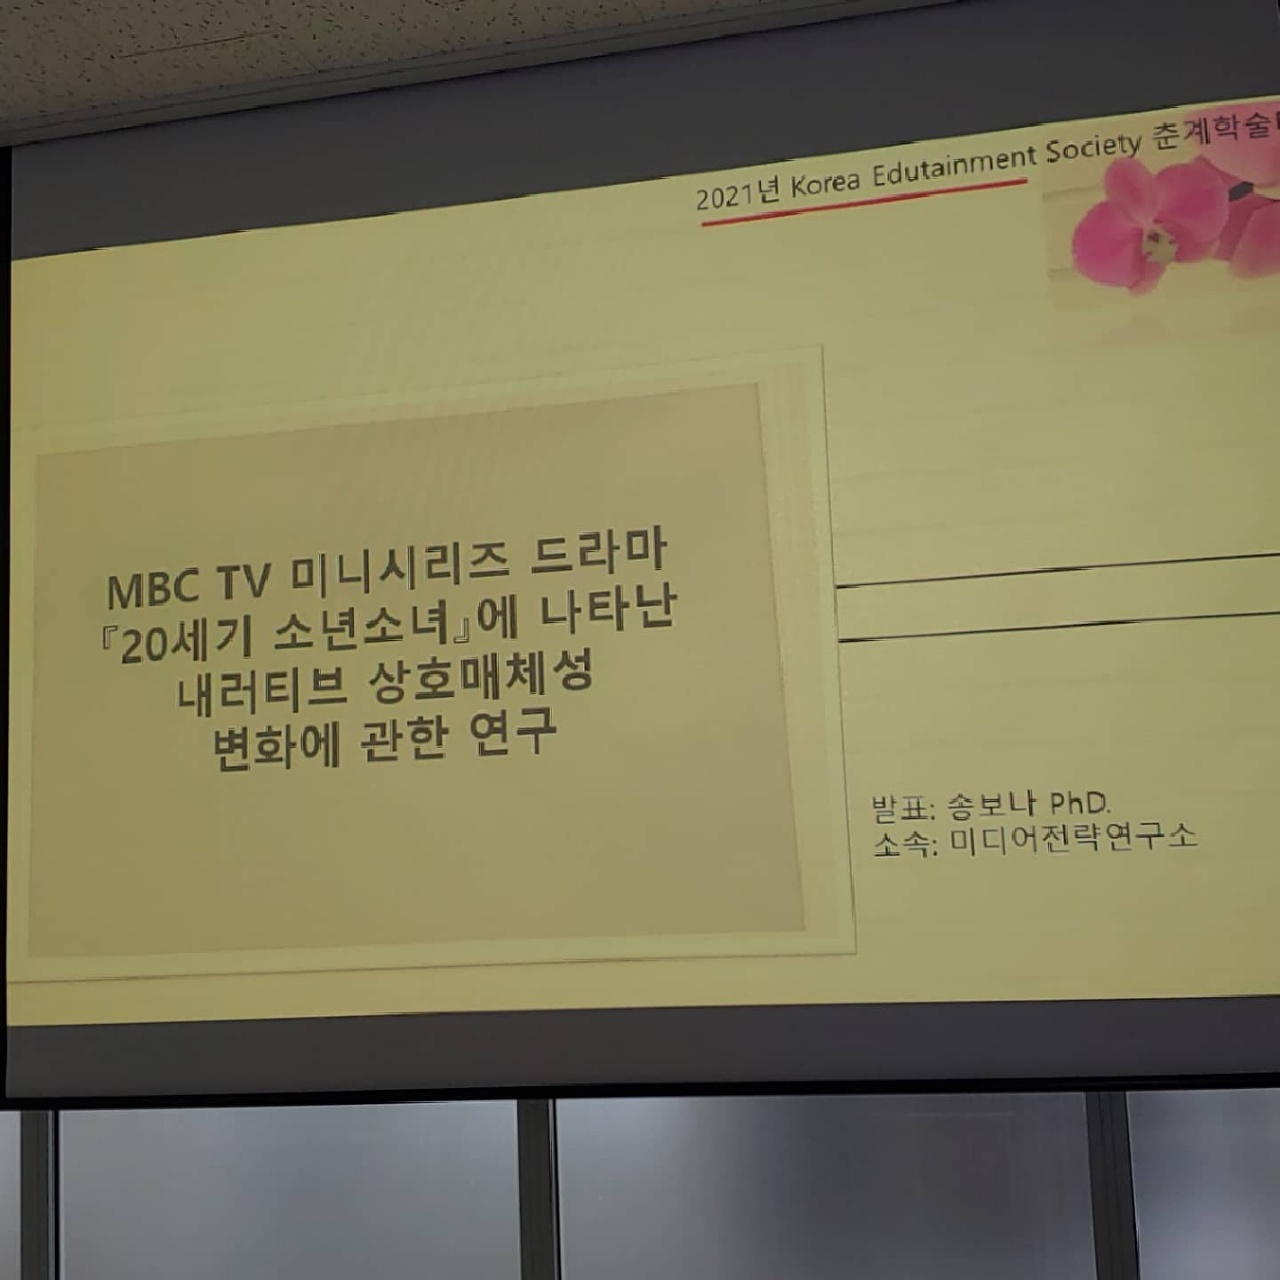 2021년 Korea Edutainment Society 춘계학술
MBC TV 미니시리즈 드라마
『20세기 소년소녀』에 나타난
내러티브 상호매체성
변화에 관한 연구
발표: 송보나 PhD.
소속: 미디어전략연구소